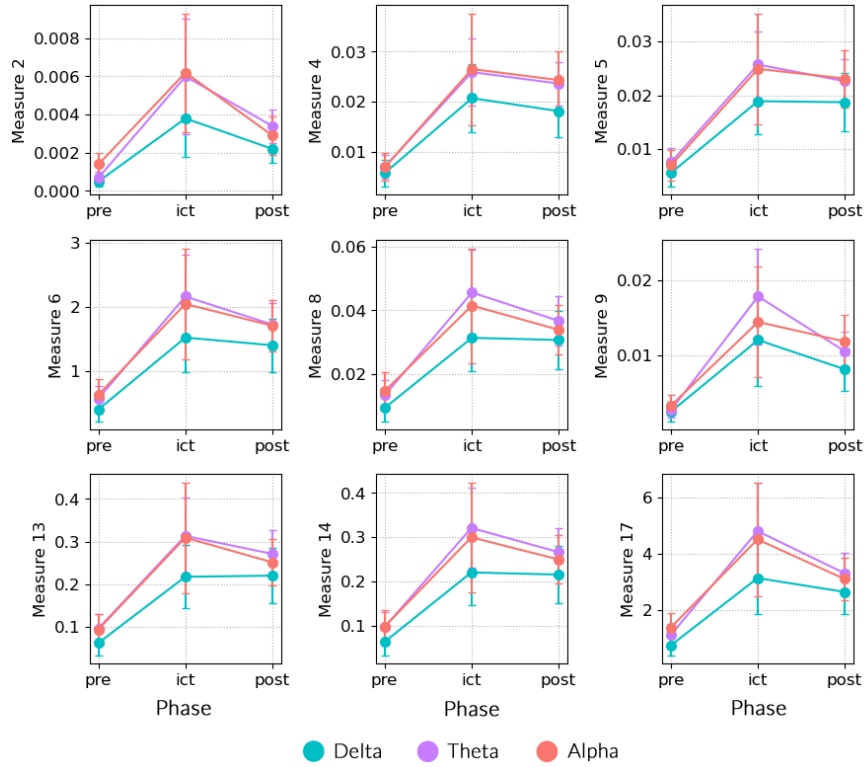 Measure 2
0.008
0.006
0.004
0.002
0.000
pre ict post
Measure 4
0.03
0.02
0.01
pre ict post
Measure 5
0.03
0.02
0.01
pre ict post
Measure 6
3
2
1
pre ict post
Measure 8
0.06
0.04
0.02
pre ict post
Measure 9
0.02
0.01
pre ict post
Measure 13
0.4
0.3
0.2
0.1
pre ict post
Phase
Measure 14
0.4
0.3
0.2
0.1
pre ict post
Phase
Measure 17
6
4
2
pre ict post
Phase
Delta Theta Alpha